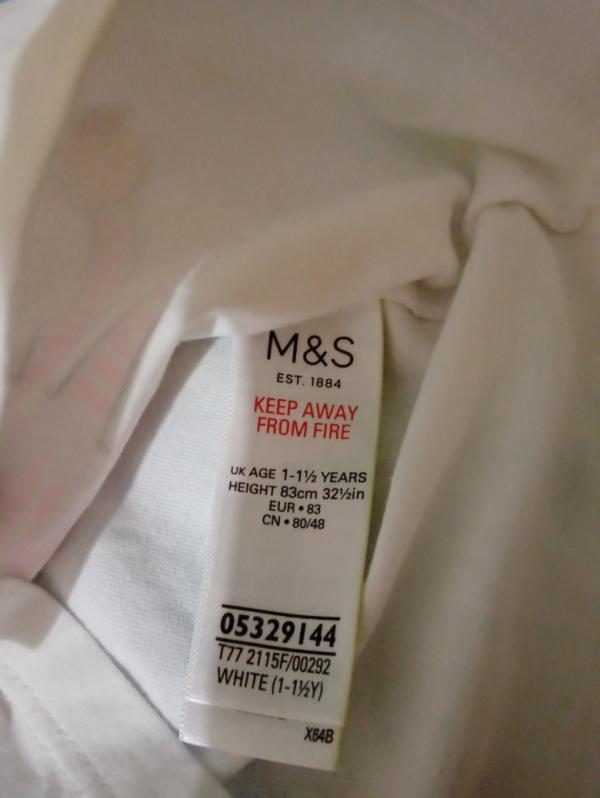 M&S
EST. 1884
KEEP AWAY
FROM FIRE
UK AGE 1-1½ YEARS
HEIGHT 83cm 32½in
EUR • 83
CN • 80/48
05329144
T77 2115F/00292
WHITE (1-1½Y)
X64B